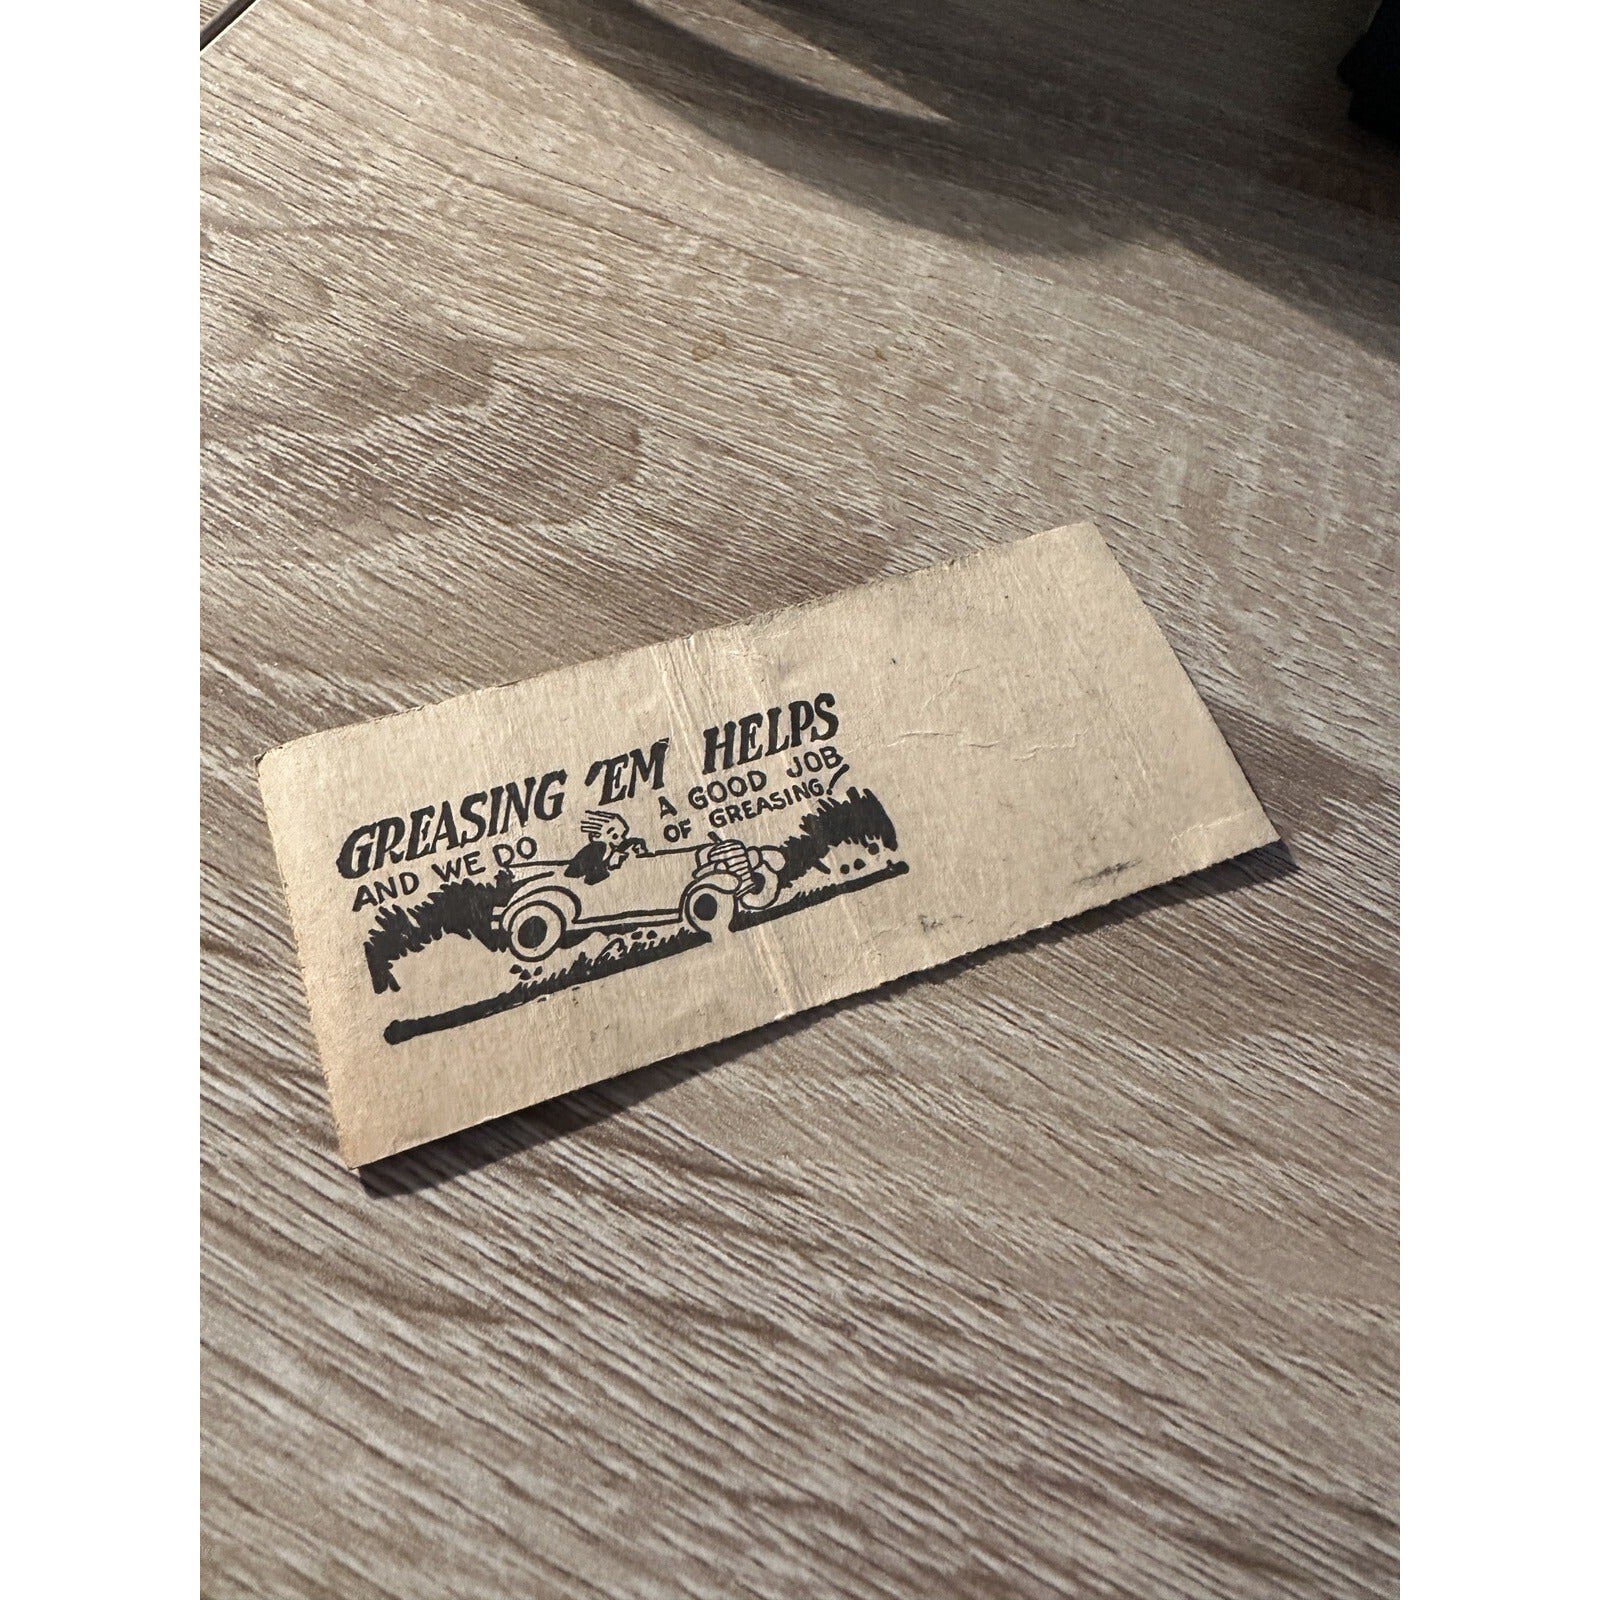 GREASING 'EM HELPS
AND WE DO A GOOD JOB
OF GREASING!